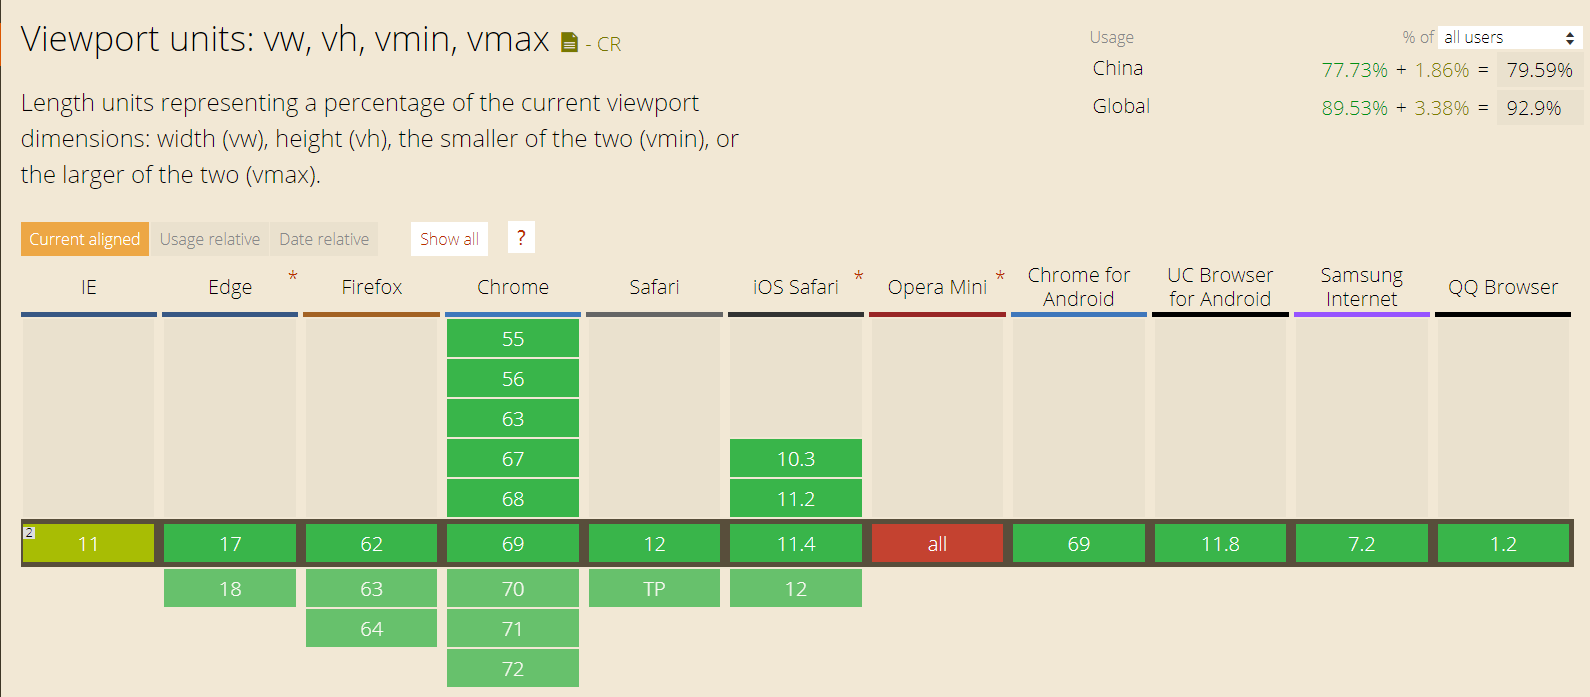 Viewport units: vw, vh, vmin, vmax - CR
Usage % of all users
China 77.73% + 1.86% = 79.59%
Global 89.53% + 3.38% = 92.9%
Length units representing a percentage of the current viewport
dimensions: width (vw), height (vh), the smaller of the two (vmin), or
the larger of the two (vmax).
Current aligned Usage relative Date relative Show all ?
IE Edge * Firefox Chrome Safari iOS Safari * Opera Mini * Chrome for Android UC Browser for Android Samsung Internet QQ Browser
55
56
63
67 10.3
68 11.2
2 11 17 62 69 12 11.4 all 69 11.8 7.2 1.2
18 63 70 TP 12
64 71
72